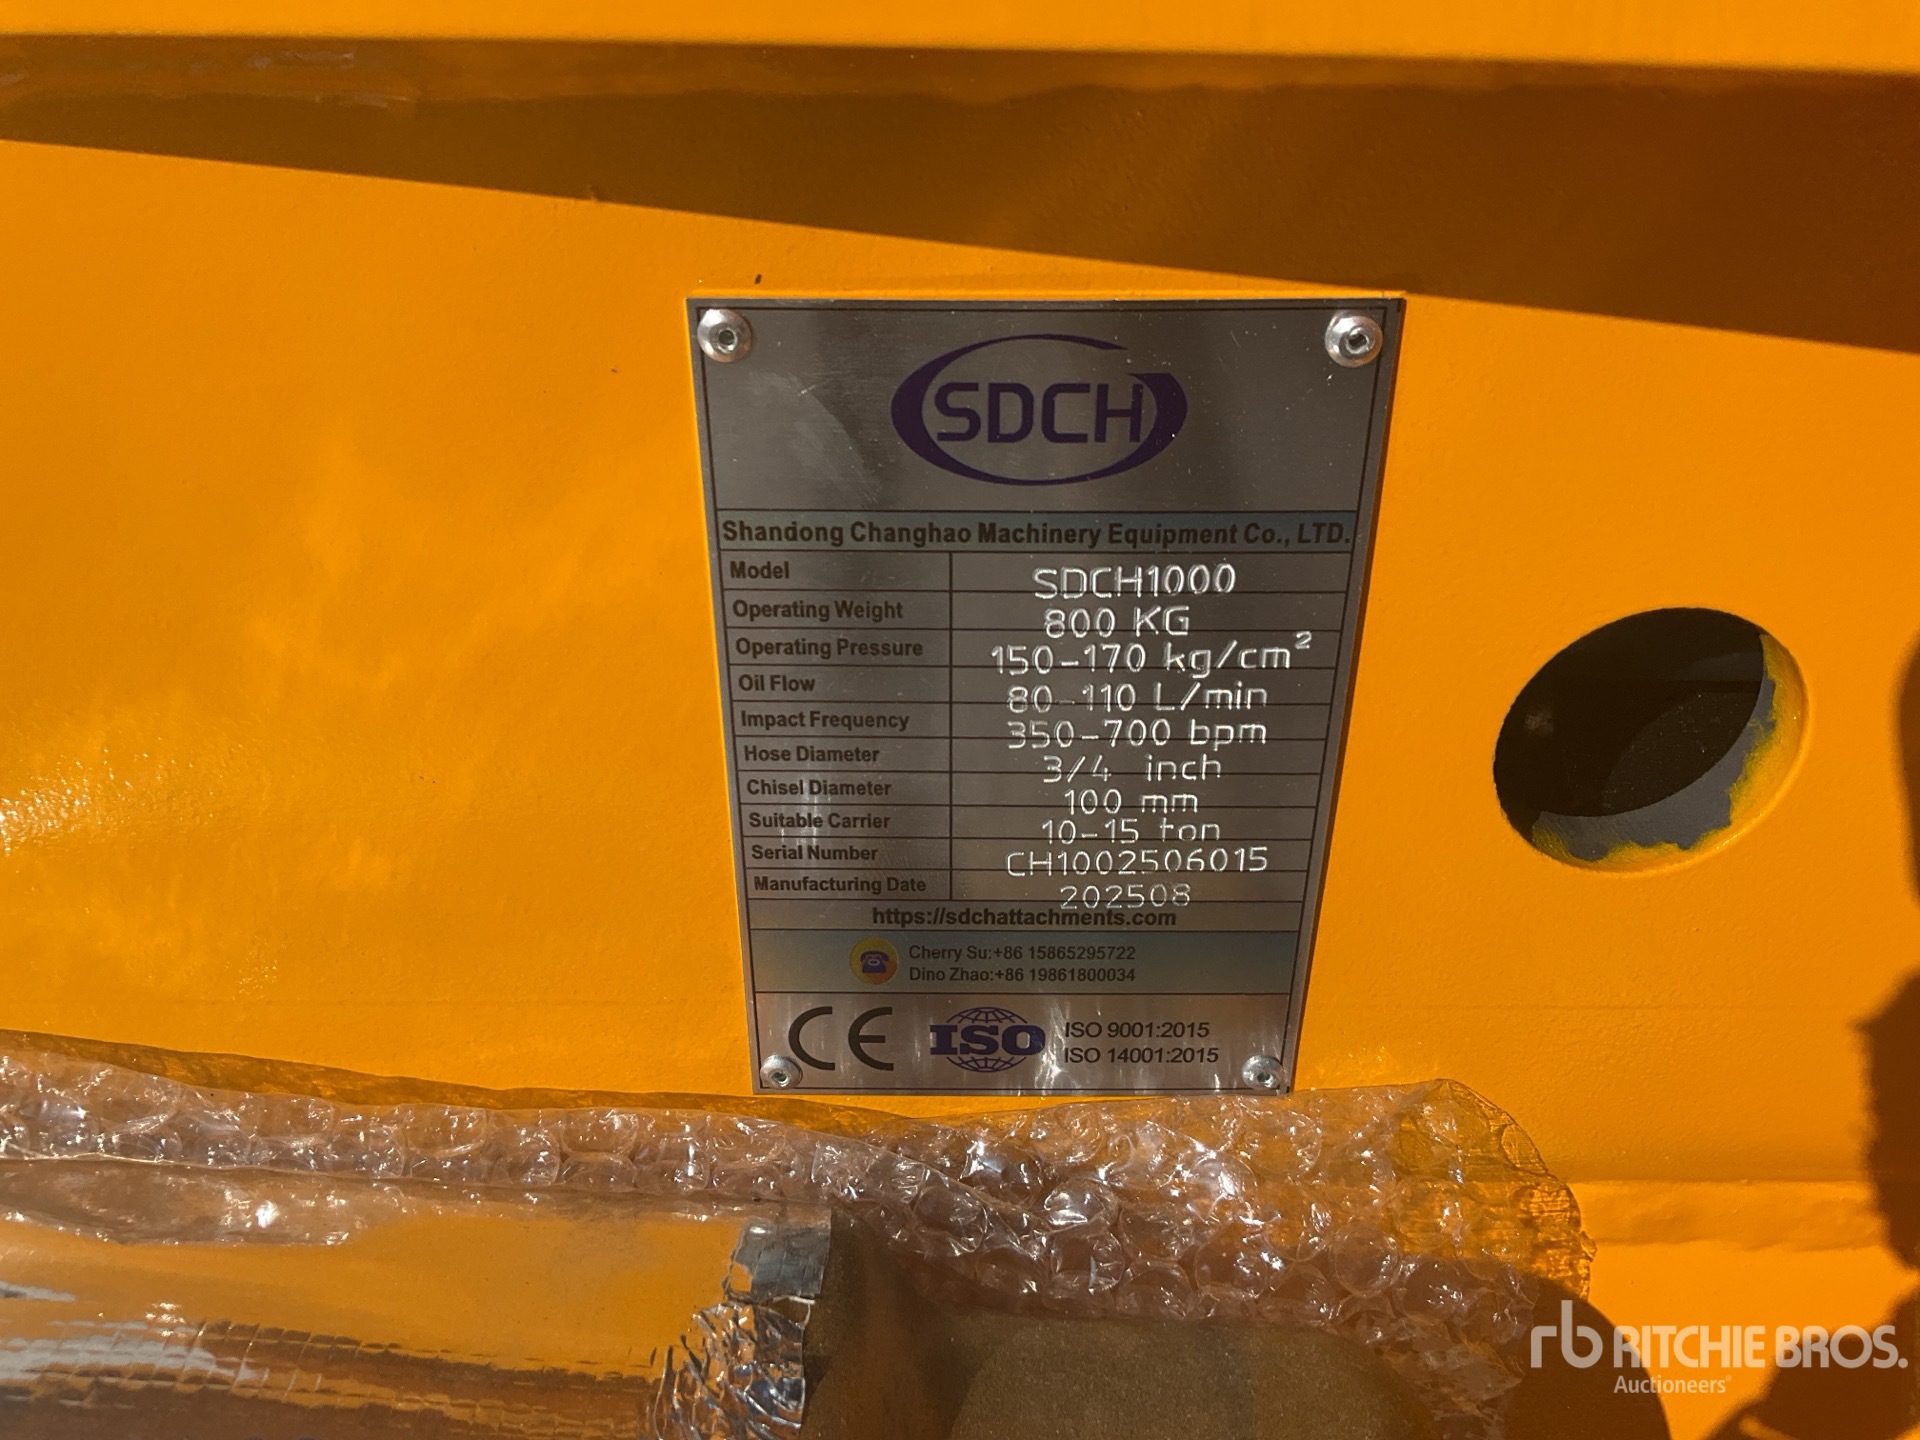 SDCH
Shandong Changhao Machinery Equipment Co., LTD.
Model SDCH1000
Operating Weight 800 KG
Operating Pressure 150-170 kg/cm²
Oil Flow 80-110 L/min
Impact Frequency 350-700 bpm
Hose Diameter 3/4 inch
Chisel Diameter 100 mm
Suitable Carrier 10-15 ton
Serial Number CH1002506015
Manufacturing Date 202508
https://sdchattachments.com
Cherry Su:+86 15865295722
Dino Zhao:+86 19861800034
CE ISO ISO 9001:2015
ISO 14001:2015
rb RITCHIE BROS.
Auctioneers®